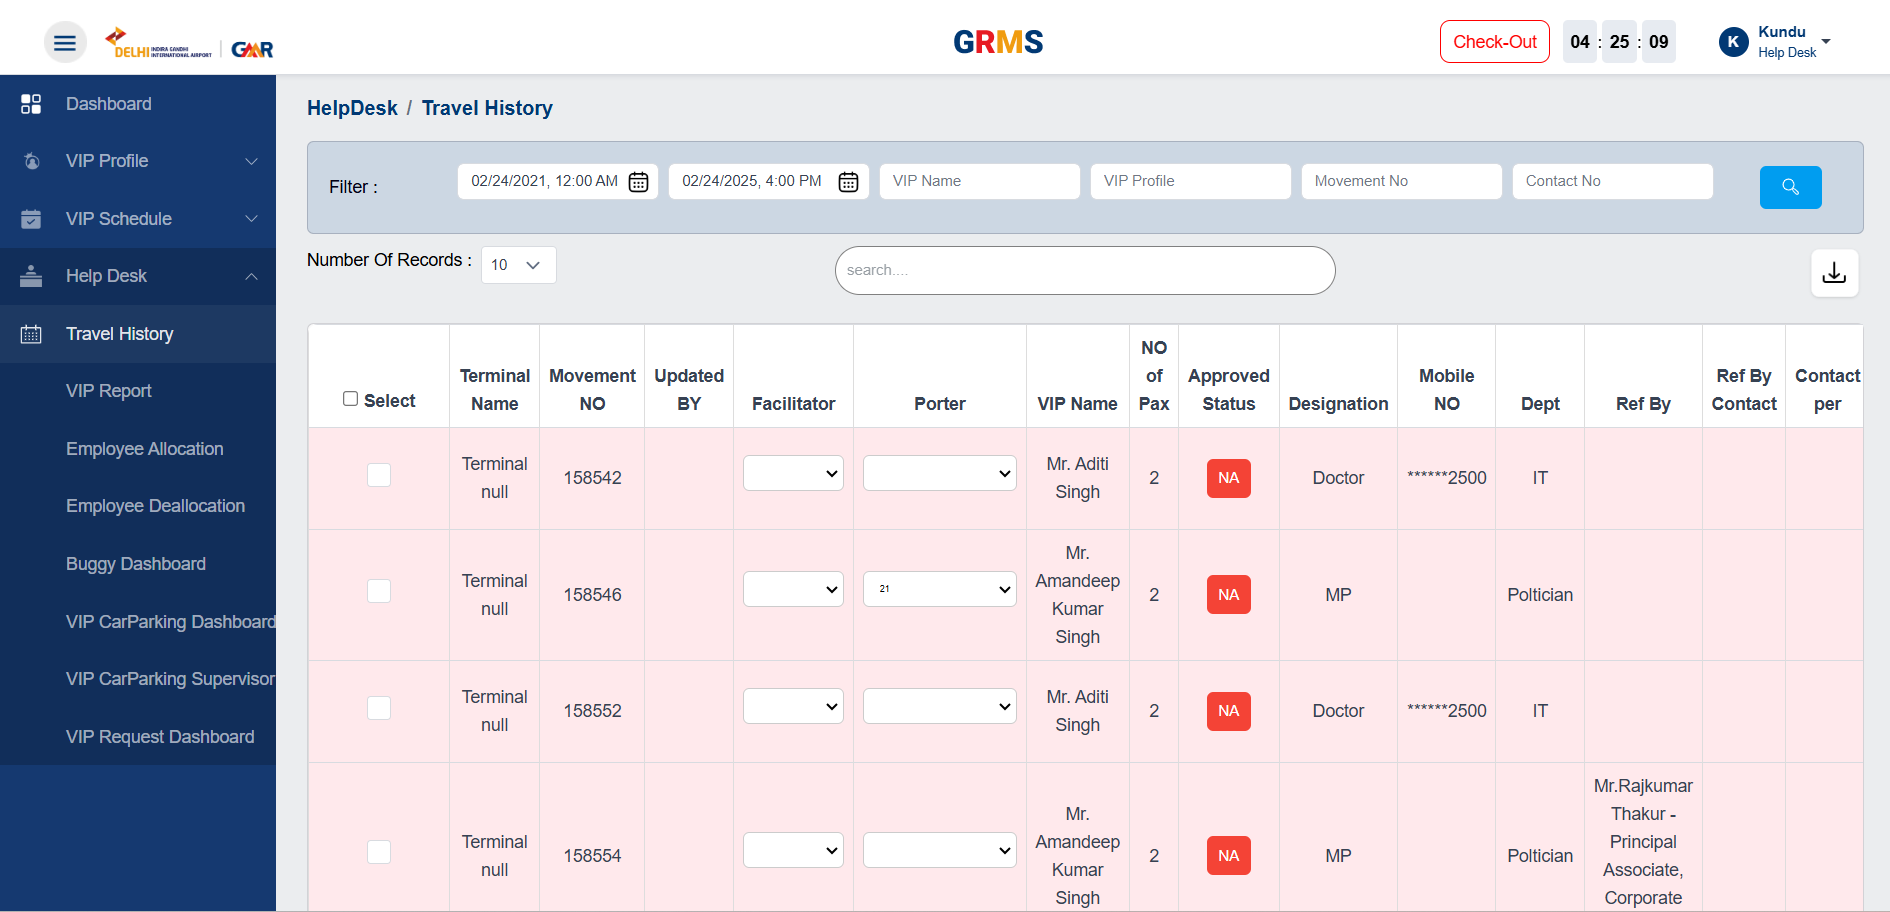 DELHI INDIRA GANDHI INTERNATIONAL AIRPORT GMR
GRMS
Check-Out
04 : 25 : 09
K
Kundu
Help Desk
Dashboard
VIP Profile
VIP Schedule
Help Desk
Travel History
VIP Report
Employee Allocation
Employee Deallocation
Buggy Dashboard
VIP CarParking Dashboard
VIP CarParking Supervisor
VIP Request Dashboard
HelpDesk / Travel History
Filter :
02/24/2021, 12:00 AM
02/24/2025, 4:00 PM
VIP Name
VIP Profile
Movement No
Contact No
Number Of Records :
10
search....
Select
Terminal Name
Movement NO
Updated BY
Facilitator
Porter
VIP Name
NO of Pax
Approved Status
Designation
Mobile NO
Dept
Ref By
Ref By Contact
Contact per
Terminal null
158542
Mr. Aditi Singh
2
NA
Doctor
******2500
IT
Terminal null
158546
21
Mr. Amandeep Kumar Singh
2
NA
MP
Poltician
Terminal null
158552
Mr. Aditi Singh
2
NA
Doctor
******2500
IT
Terminal null
158554
Mr. Amandeep Kumar Singh
2
NA
MP
Poltician
Mr.Rajkumar Thakur - Principal Associate, Corporate